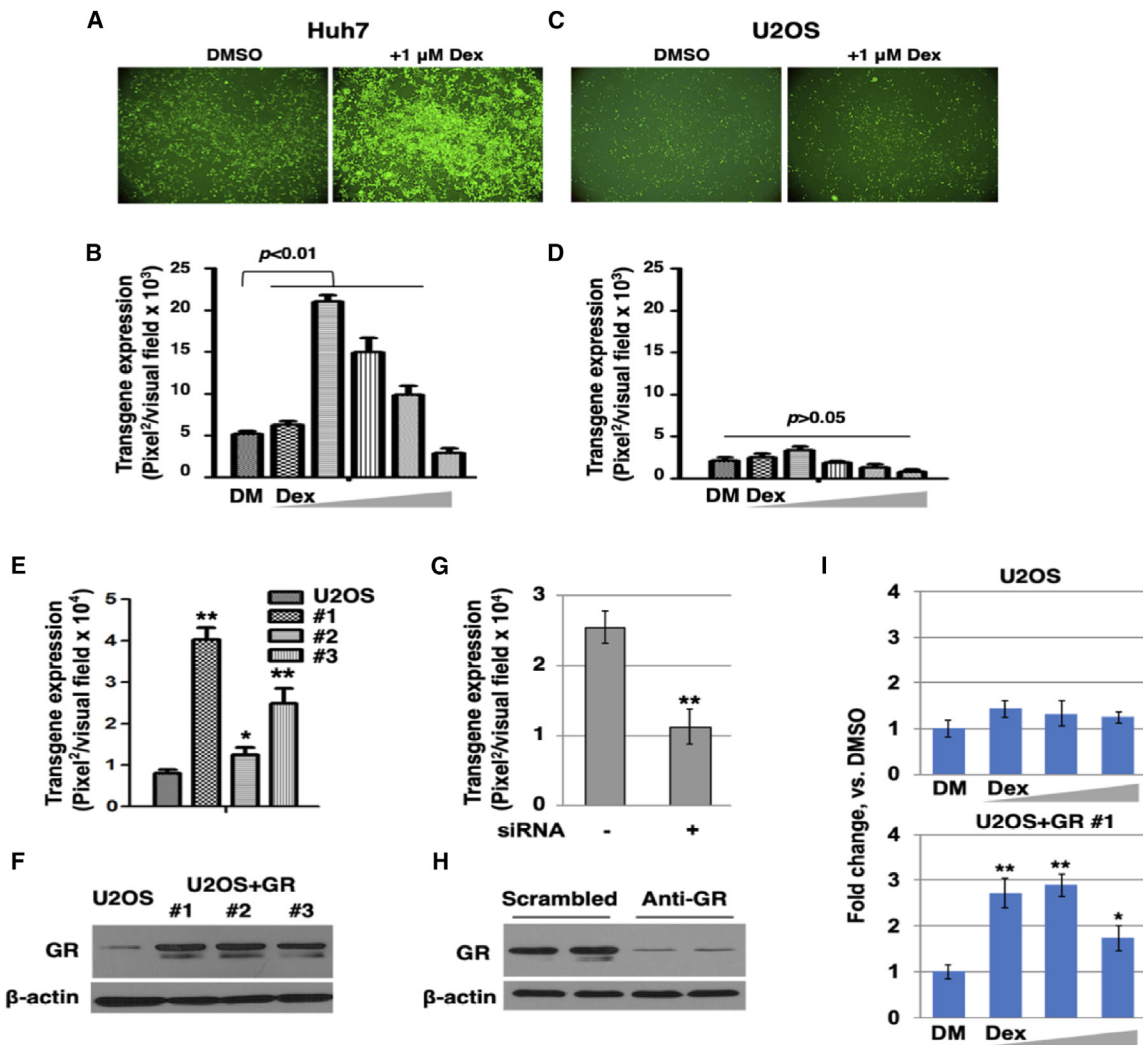 A
Huh7
DMSO
+1 µM Dex
C
U2OS
DMSO
+1 µM Dex
B
p<0.01
Transgene expression
(Pixel²/visual field x 10³)
25
20
15
10
5
0
DM Dex
D
p>0.05
Transgene expression
(Pixel²/visual field x 10³)
25
20
15
10
5
0
DM Dex
E
Transgene expression
(Pixel²/visual field x 10⁴)
5
4
3
2
1
0
**
*
**
U2OS
#1
#2
#3
G
Transgene expression
(Pixel²/visual field x 10⁴)
3
2
1
0
**
siRNA - +
F
U2OS
U2OS+GR
#1 #2 #3
GR
β-actin
H
Scrambled Anti-GR
GR
β-actin
I
Fold change, vs. DMSO
U2OS
4
3
2
1
0
DM Dex
U2OS+GR #1
4
3
2
1
0
** ** *
DM Dex